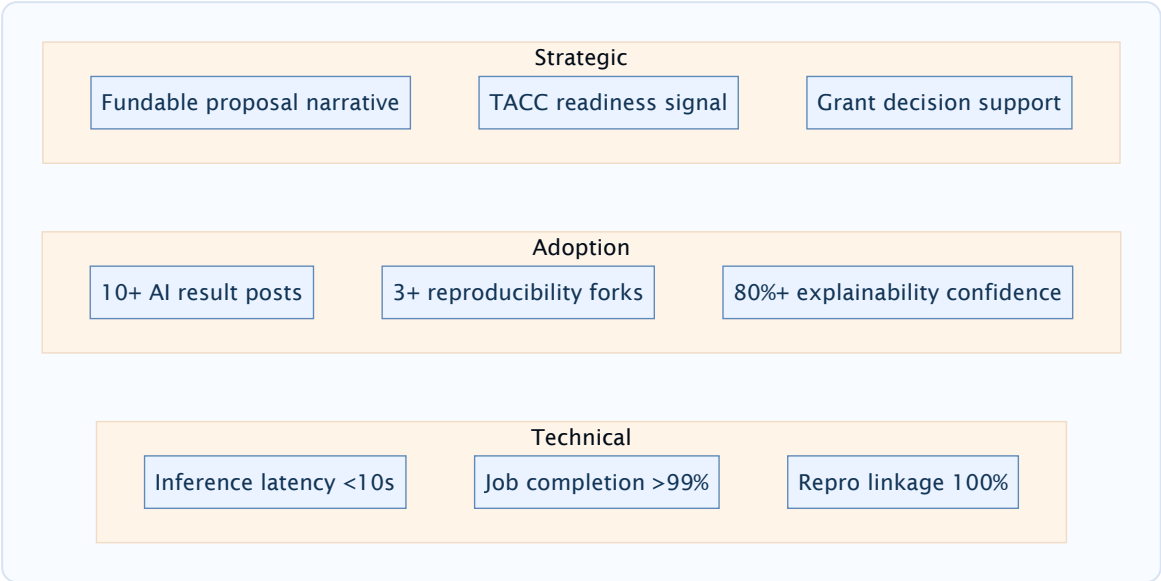 Strategic
Fundable proposal narrative
TACC readiness signal
Grant decision support
Adoption
10+ AI result posts
3+ reproducibility forks
80%+ explainability confidence
Technical
Inference latency <10s
Job completion >99%
Repro linkage 100%